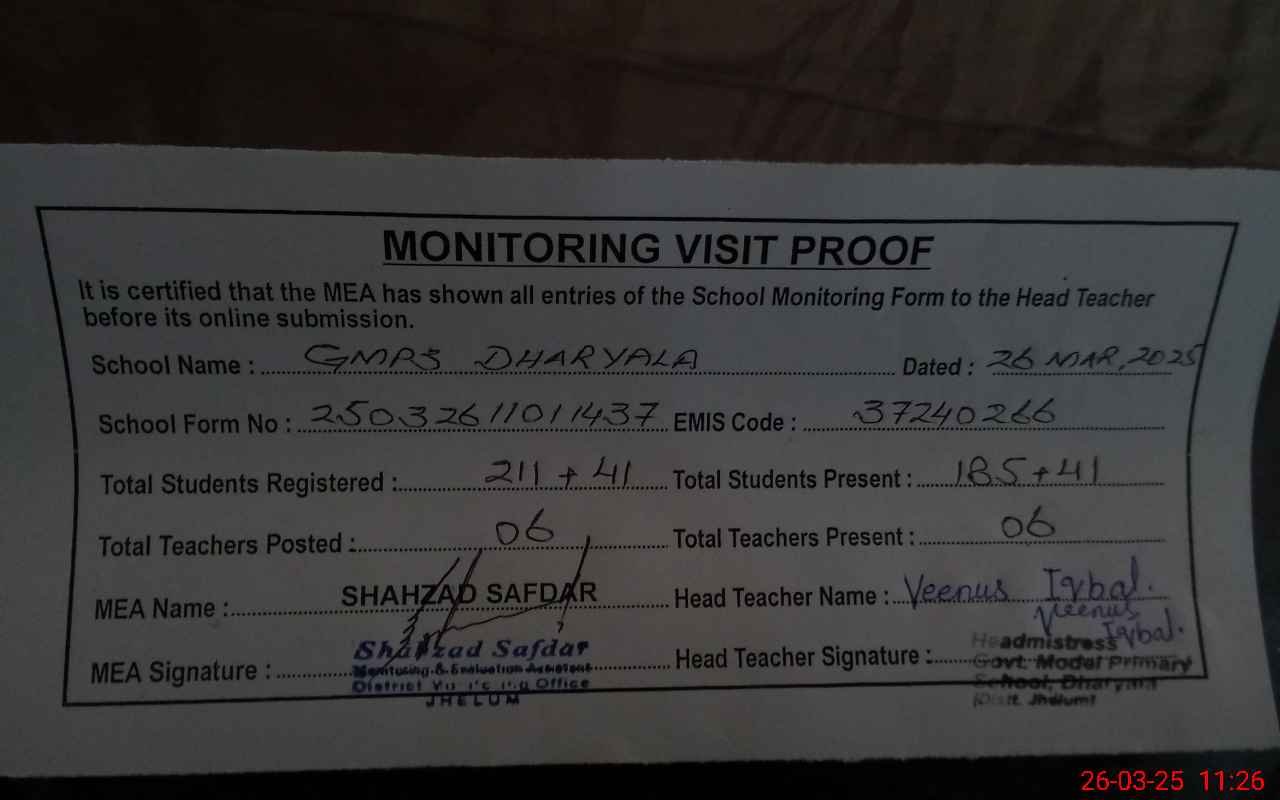 MONITORING VISIT PROOF
It is certified that the MEA has shown all entries of the School Monitoring Form to the Head Teacher
before its online submission.
School Name : GMPS DHARYALA Dated : 26 MAR, 2025
School Form No : 25032611011437 EMIS Code : 37240266
Total Students Registered : 211 + 41 Total Students Present : 185 + 41
Total Teachers Posted : 06 Total Teachers Present : 06
MEA Name : SHAHZAD SAFDAR Head Teacher Name : Veenus Iqbal.
Veenus Iqbal.
MEA Signature : Shahzad Safdar Head Teacher Signature : Headmistress
Monitoring & Evaluation Assistant Govt. Model Primary
District Office School, Dharyala
JHELUM (Distt. Jhelum)
26-03-25 11:26